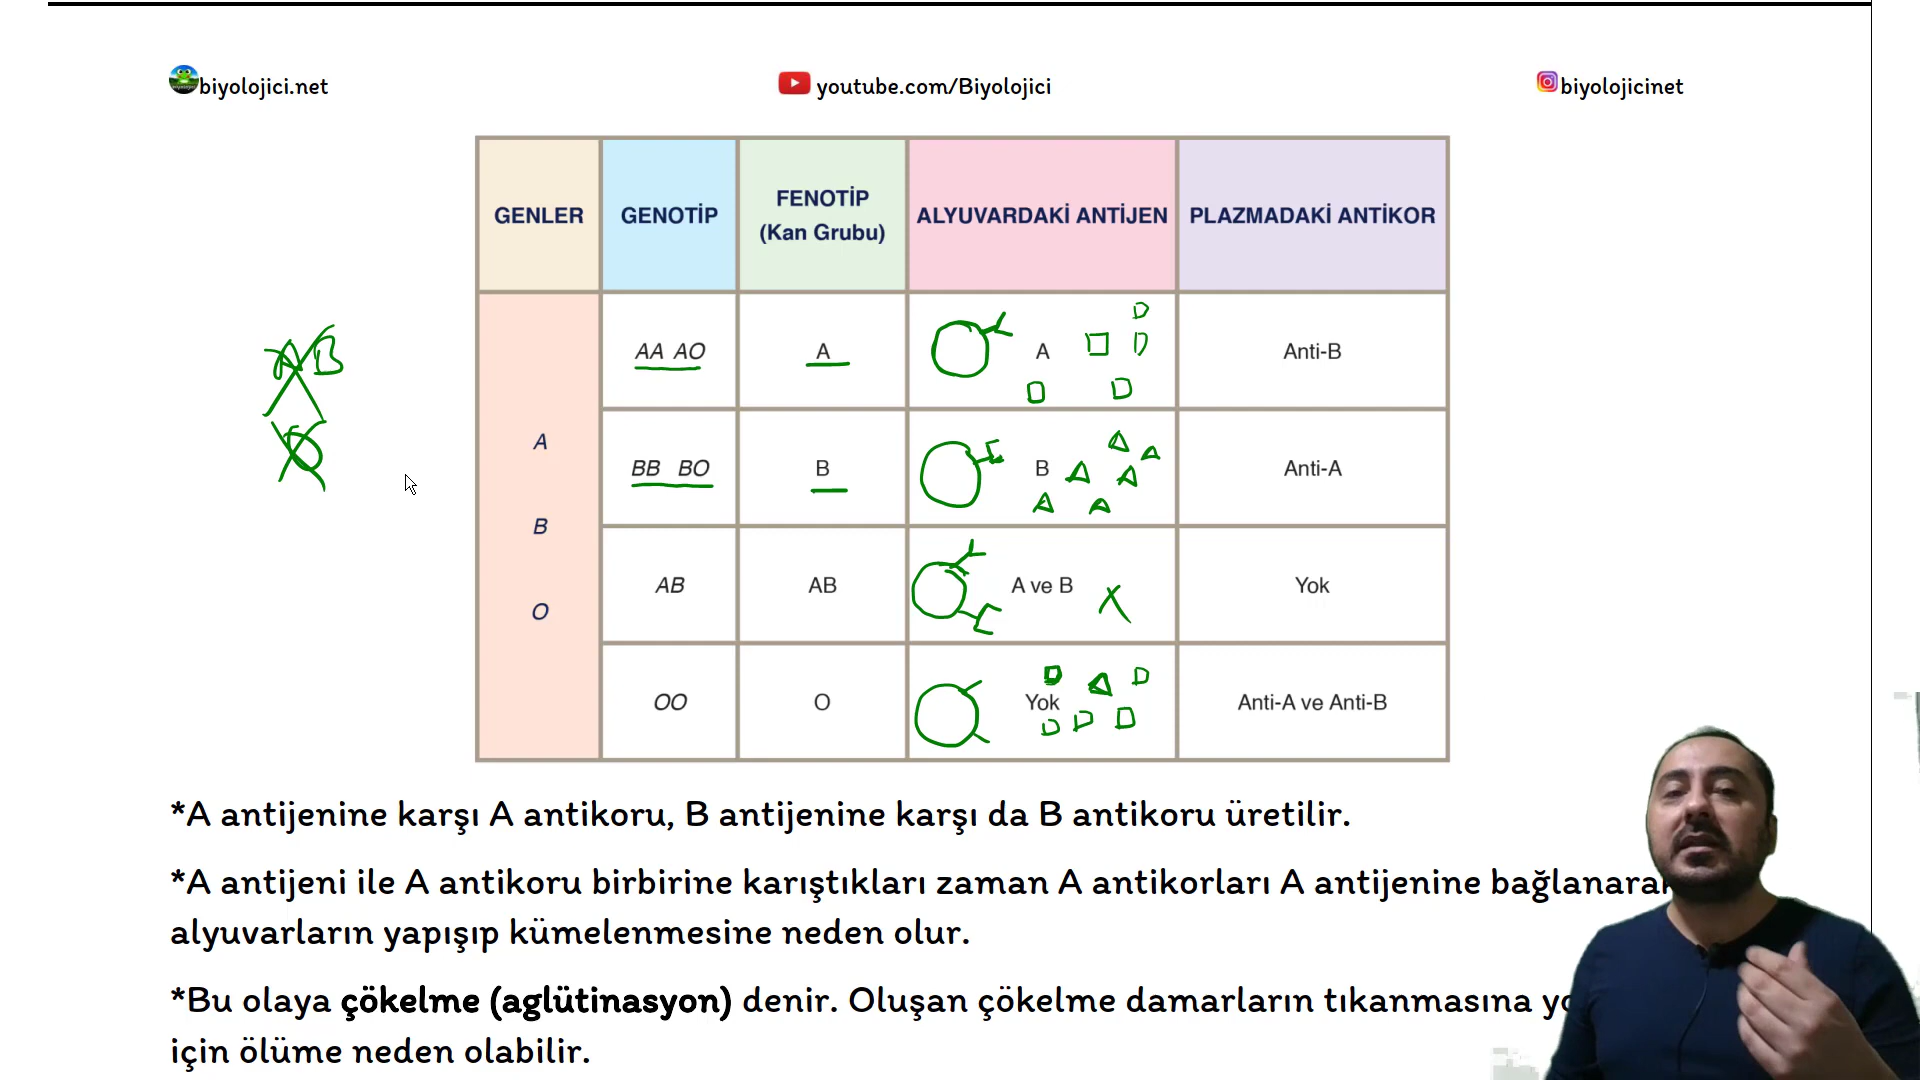 biyolojici.net
youtube.com/Biyolojici
biyolojicinet
GENLER
GENOTİP
FENOTİP
(Kan Grubu)
ALYUVARDAKİ ANTİJEN
PLAZMADAKİ ANTİKOR
AA AO
A
A
Anti-B
AB
O
A
B
O
BB BO
B
B
Anti-A
AB
AB
A ve B
Yok
OO
O
Yok
Anti-A ve Anti-B
*A antijenine karşı A antikoru, B antijenine karşı da B antikoru üretilir.
*A antijeni ile A antikoru birbirine karıştıkları zaman A antikorları A antijenine
alyuvarların yapışıp kümelenmesine neden olur.
*Bu olaya çökelme (aglütinasyon) denir. Oluşan çökelme damarların tıkanmasına
için ölüme neden olabilir.